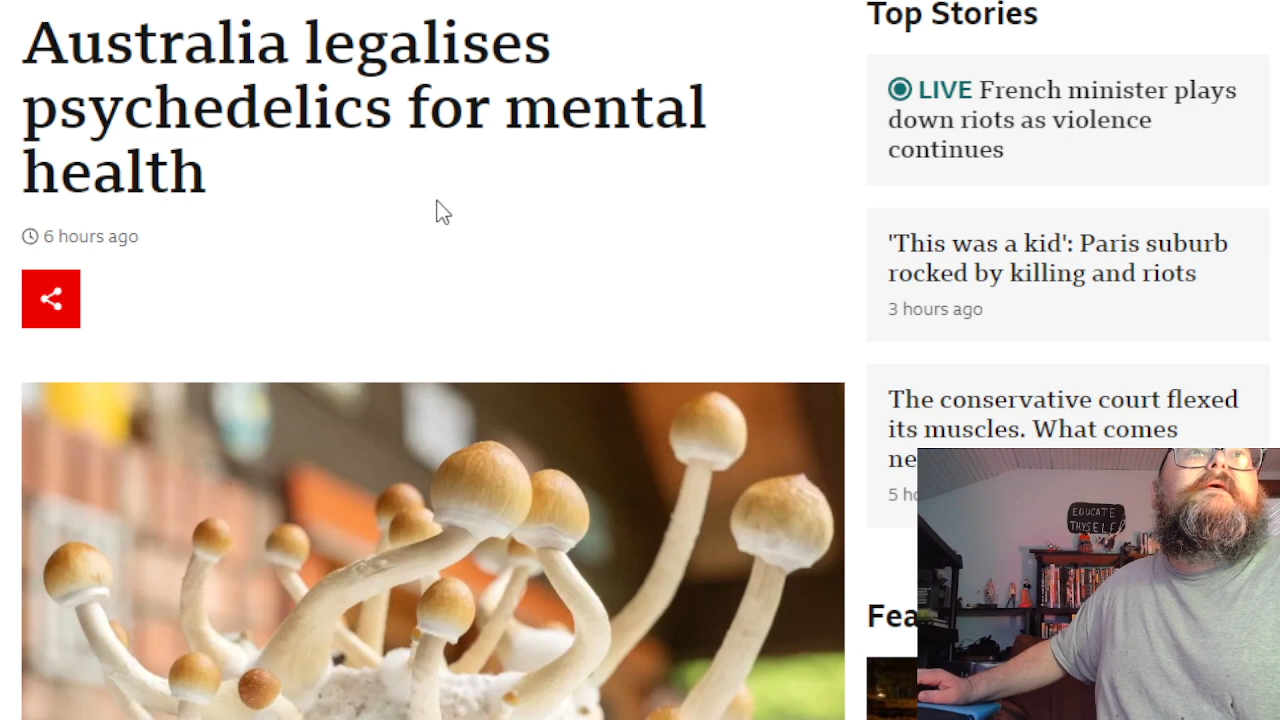 Australia legalises
psychedelics for mental
health
6 hours ago
Top Stories
LIVE French minister plays
down riots as violence
continues
'This was a kid': Paris suburb
rocked by killing and riots
3 hours ago
The conservative court flexed
its muscles. What comes
EDUCATE
THYSELF